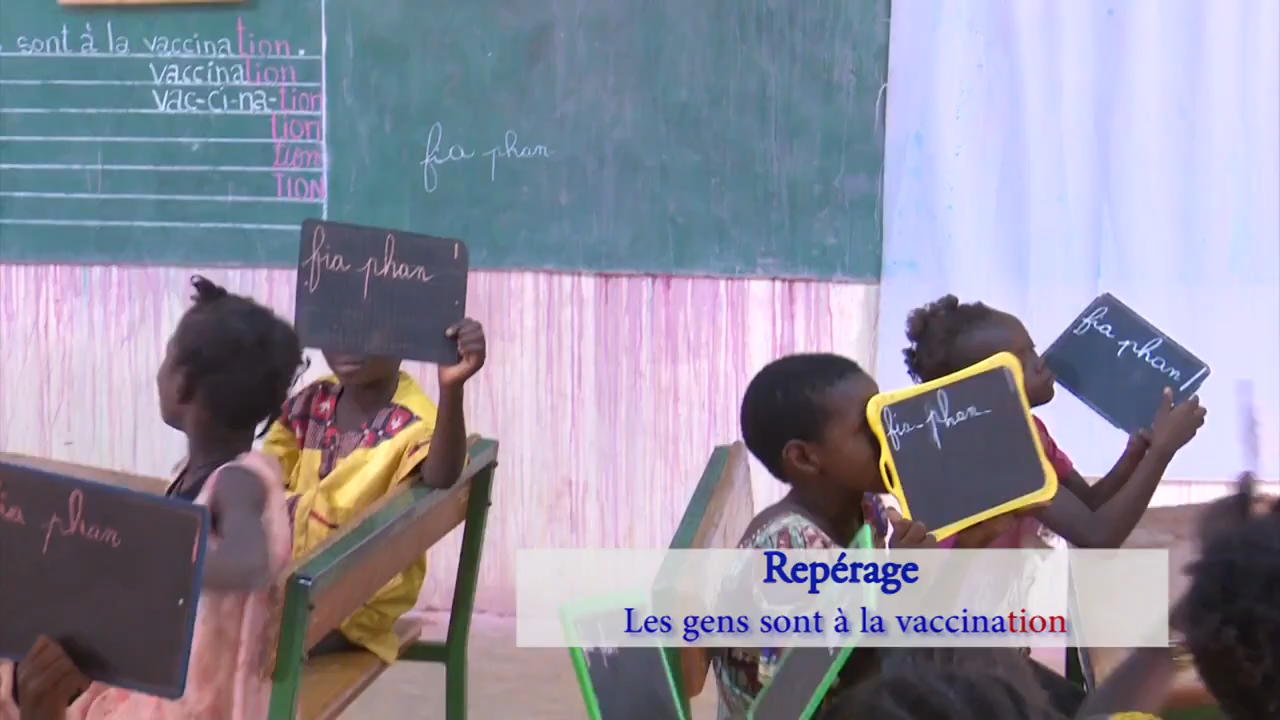 sont à la vaccination.
vaccination
vac-ci-na-tion
tion
tion
TION
fia phan
fia phan
fia phan
fia-phan
phan
Repérage
Les gens sont à la vaccination